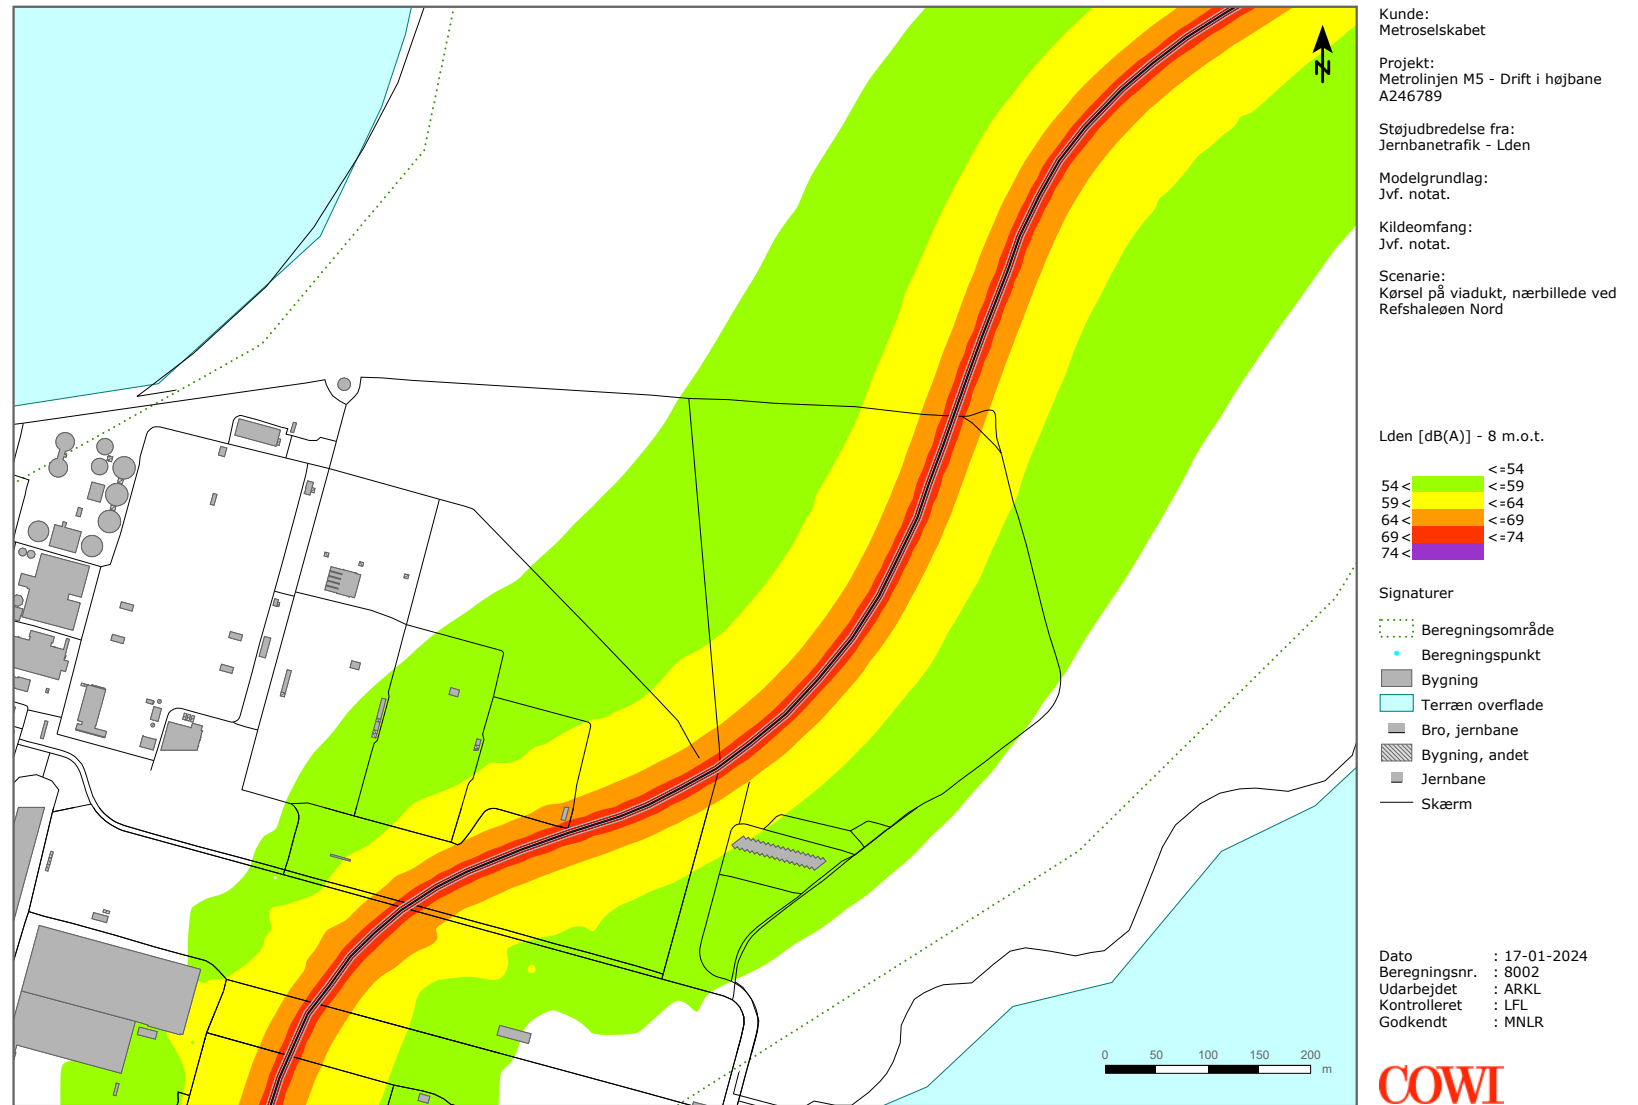 N
Kunde:
Metroselskabet
Projekt:
Metrolinjen M5 - Drift i højbane
A246789
Støjudbredelse fra:
Jernbanetrafik - Lden
Modelgrundlag:
Jvf. notat.
Kildeomfang:
Jvf. notat.
Scenarie:
Kørsel på viadukt, nærbillede ved
Refshaleøen Nord
Lden [dB(A)] - 8 m.o.t.
<=54
54< <=59
59< <=64
64< <=69
69< <=74
74<
Signaturer
Beregningsområde
Beregningspunkt
Bygning
Terræn overflade
Bro, jernbane
Bygning, andet
Jernbane
Skærm
Dato : 17-01-2024
Beregningsnr. : 8002
Udarbejdet : ARKL
Kontrolleret : LFL
Godkendt : MNLR
0 50 100 150 200
m
COWI